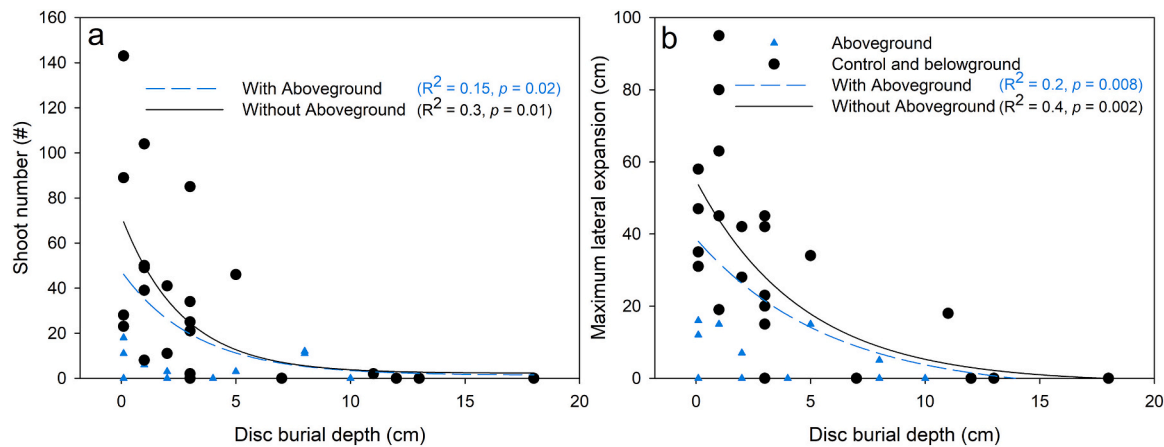 a
With Aboveground (R² = 0.15, p = 0.02)
Without Aboveground (R² = 0.3, p = 0.01)
Shoot number (#)
160
140
120
100
80
60
40
20
0
0 5 10 15 20
Disc burial depth (cm)
b
Aboveground
Control and belowground
With Aboveground (R² = 0.2, p = 0.008)
Without Aboveground (R² = 0.4, p = 0.002)
Maximum lateral expansion (cm)
100
80
60
40
20
0
0 5 10 15 20
Disc burial depth (cm)